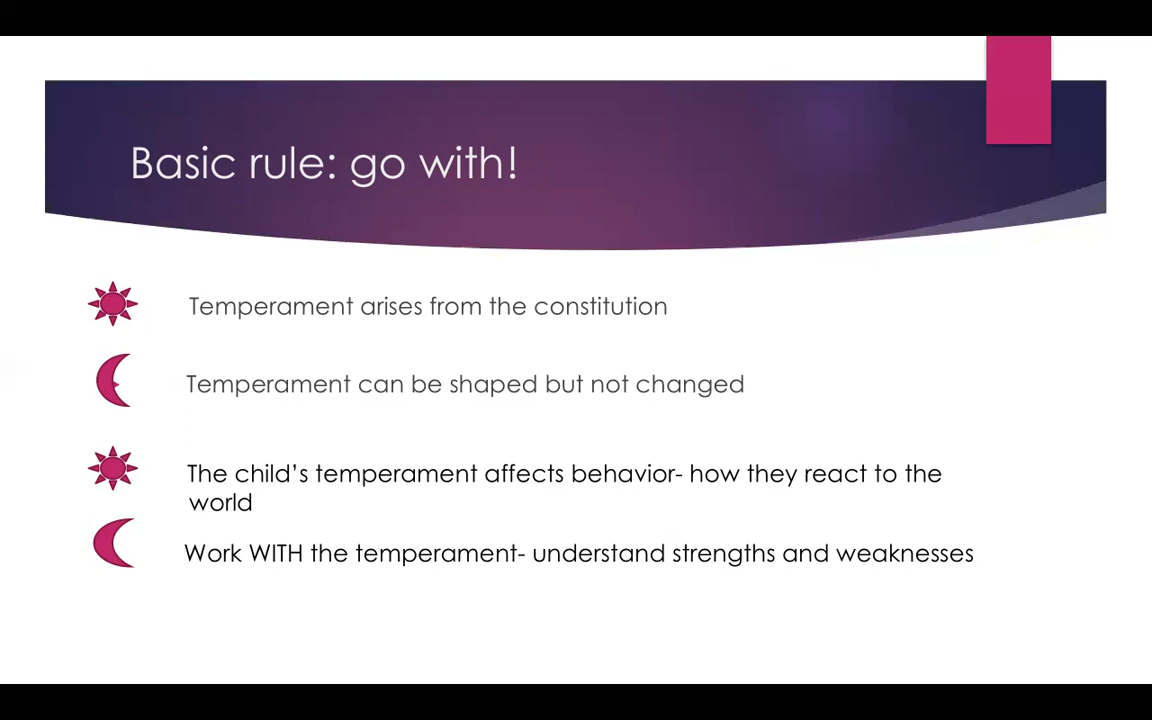 Basic rule: go with!
Temperament arises from the constitution
Temperament can be shaped but not changed
The child’s temperament affects behavior- how they react to the
world
Work WITH the temperament- understand strengths and weaknesses